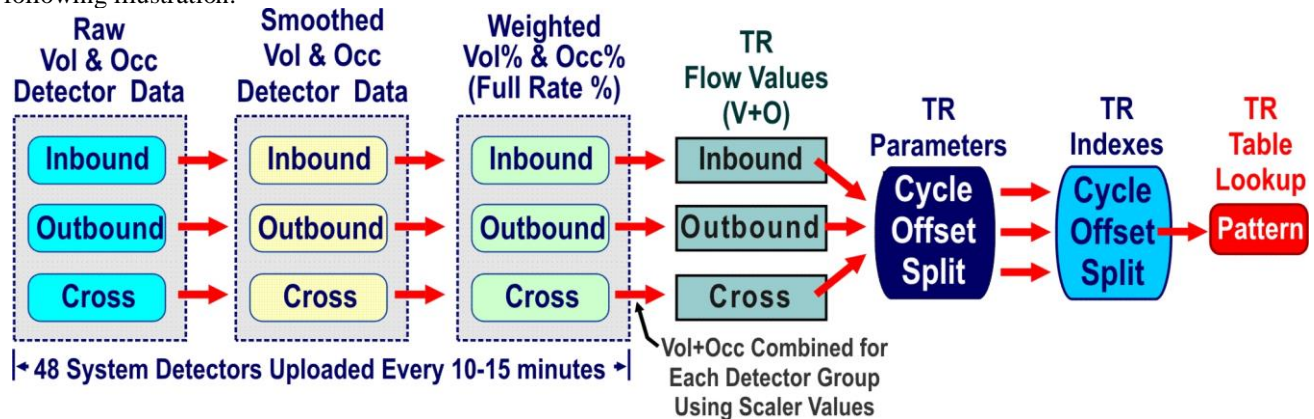 following illustration:
Raw
Vol & Occ
Detector Data
Smoothed
Vol & Occ
Detector Data
Weighted
Vol% & Occ%
(Full Rate %)
TR
Flow Values
(V+O)
TR
Parameters
TR
Indexes
TR
Table
Lookup
Inbound
Inbound
Inbound
Inbound
Outbound
Outbound
Outbound
Outbound
Cross
Cross
Cross
Cross
Cycle
Offset
Split
Cycle
Offset
Split
Pattern
48 System Detectors Uploaded Every 10-15 minutes
Vol+Occ Combined for
Each Detector Group
Using Scaler Values